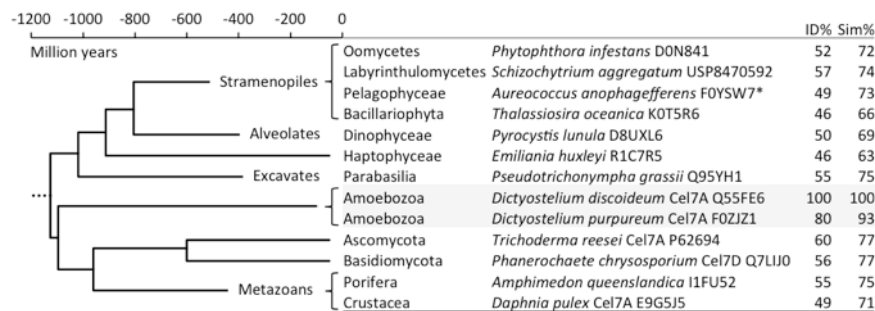 -1200 -1000 -800 -600 -400 -200 0
ID% Sim%
Million years
Oomycetes Phytophthora infestans D0N841 52 72
Stramenopiles
Labyrinthulomycetes Schizochytrium aggregatum USP8470592 57 74
Pelagophyceae Aureococcus anophagefferens F0YSW7* 49 73
Bacillariophyta Thalassiosira oceanica K0T5R6 46 66
Alveolates Dinophyceae Pyrocystis lunula D8UXL6 50 69
Haptophyceae Emiliania huxleyi R1C7R5 46 63
Excavates Parabasilia Pseudotrichonympha grassii Q95YH1 55 75
Amoebozoa Dictyostelium discoideum Cel7A Q55FE6 100 100
Amoebozoa Dictyostelium purpureum Cel7A F0ZJZ1 80 93
Ascomycota Trichoderma reesei Cel7A P62694 60 77
Basidiomycota Phanerochaete chrysosporium Cel7D Q7LIJ0 56 77
Metazoans
Porifera Amphimedon queenslandica I1FU52 55 75
Crustacea Daphnia pulex Cel7A E9G5J5 49 71